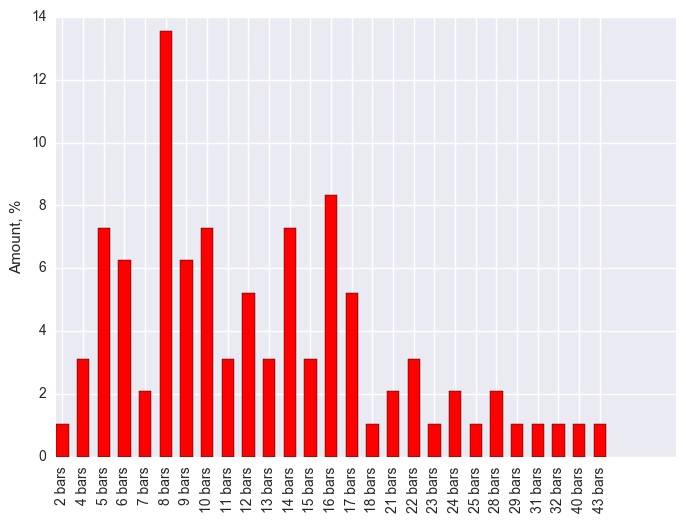 14
12
10
8
6
4
2
0
Amount, %
2 bars
4 bars
5 bars
6 bars
7 bars
8 bars
9 bars
10 bars
11 bars
12 bars
13 bars
14 bars
15 bars
16 bars
17 bars
18 bars
21 bars
22 bars
23 bars
24 bars
25 bars
28 bars
29 bars
31 bars
32 bars
40 bars
43 bars